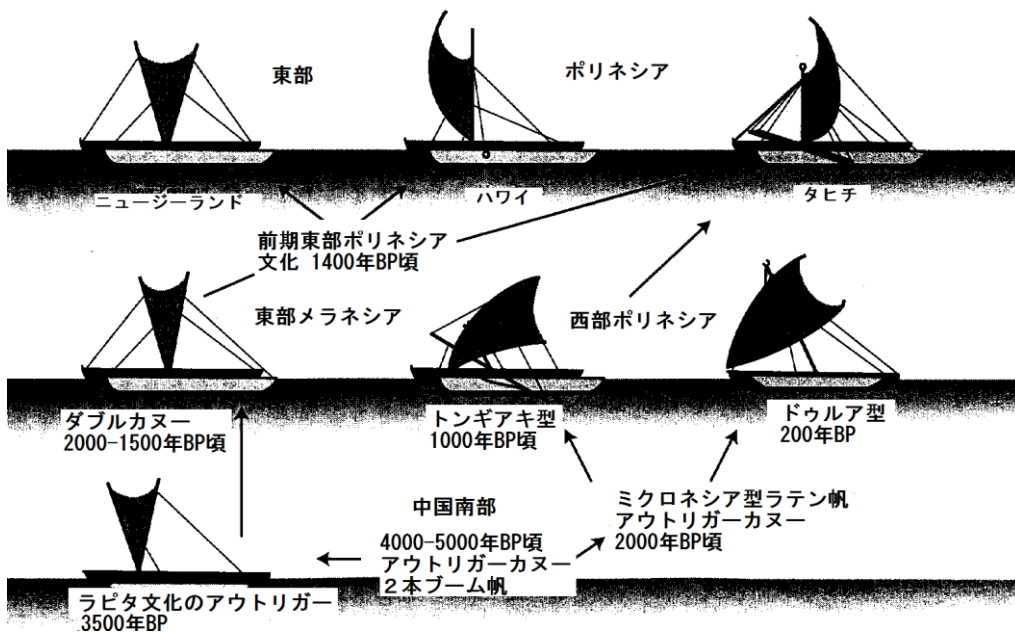 東部
ポリネシア
ニュージーランド
ハワイ
タヒチ
前期東部ポリネシア
文化 1400年BP頃
東部メラネシア
西部ポリネシア
ダブルカヌー
2000-1500年BP頃
トンギアキ型
1000年BP頃
ドゥルア型
200年BP
中国南部
4000-5000年BP頃
アウトリガーカヌー
2本ブーム帆
ミクロネシア型ラテン帆
アウトリガーカヌー
2000年BP頃
ラピタ文化のアウトリガー
3500年BP